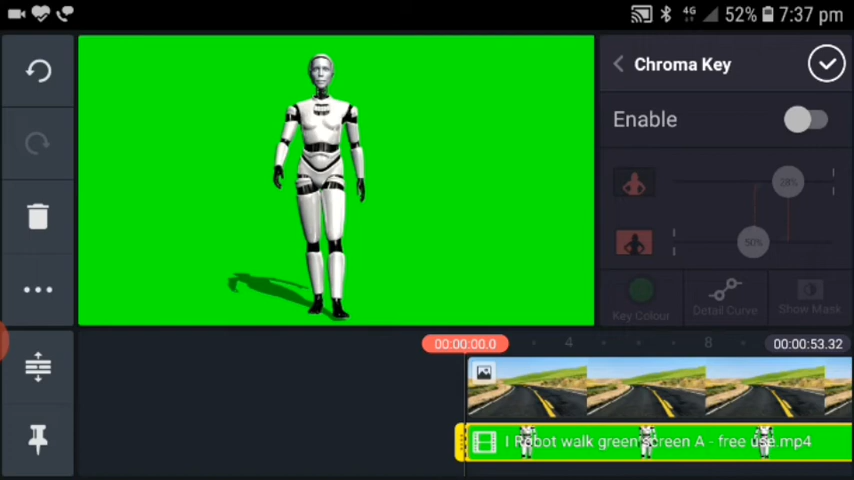 4G 52% 7:37 pm
Chroma Key
Enable
28%
50%
Key Colour Detail Curve Show Mask
00:00:00.0 4 8 00:00:53.32
I Robot walk green screen A - free use.mp4